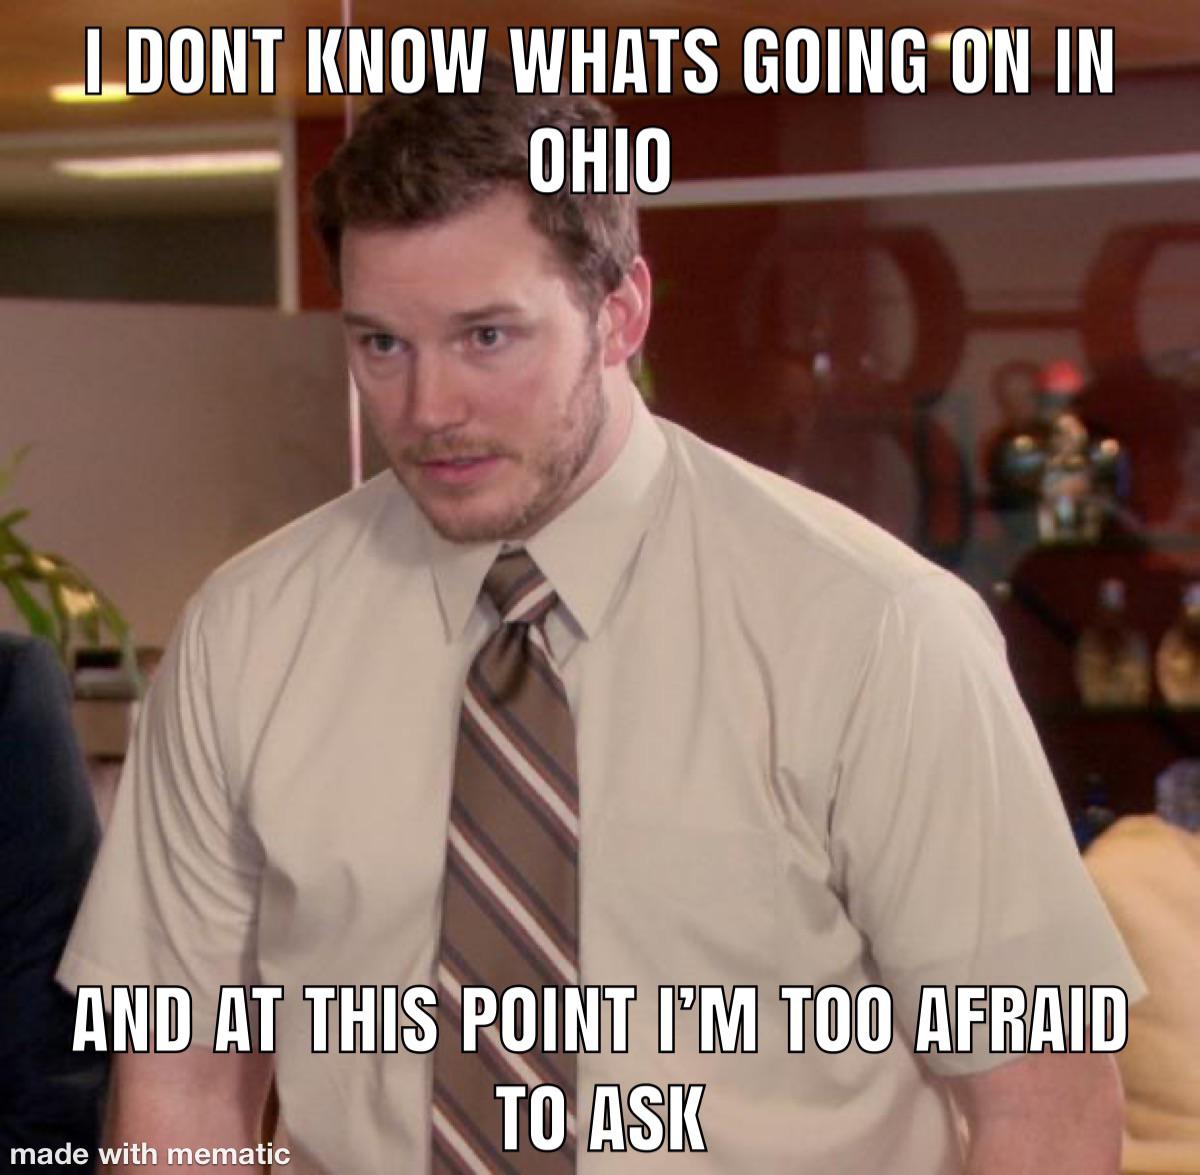 I DONT KNOW WHATS GOING ON IN
OHIO
AND AT THIS POINT I’M TOO AFRAID
TO ASK
made with mematic